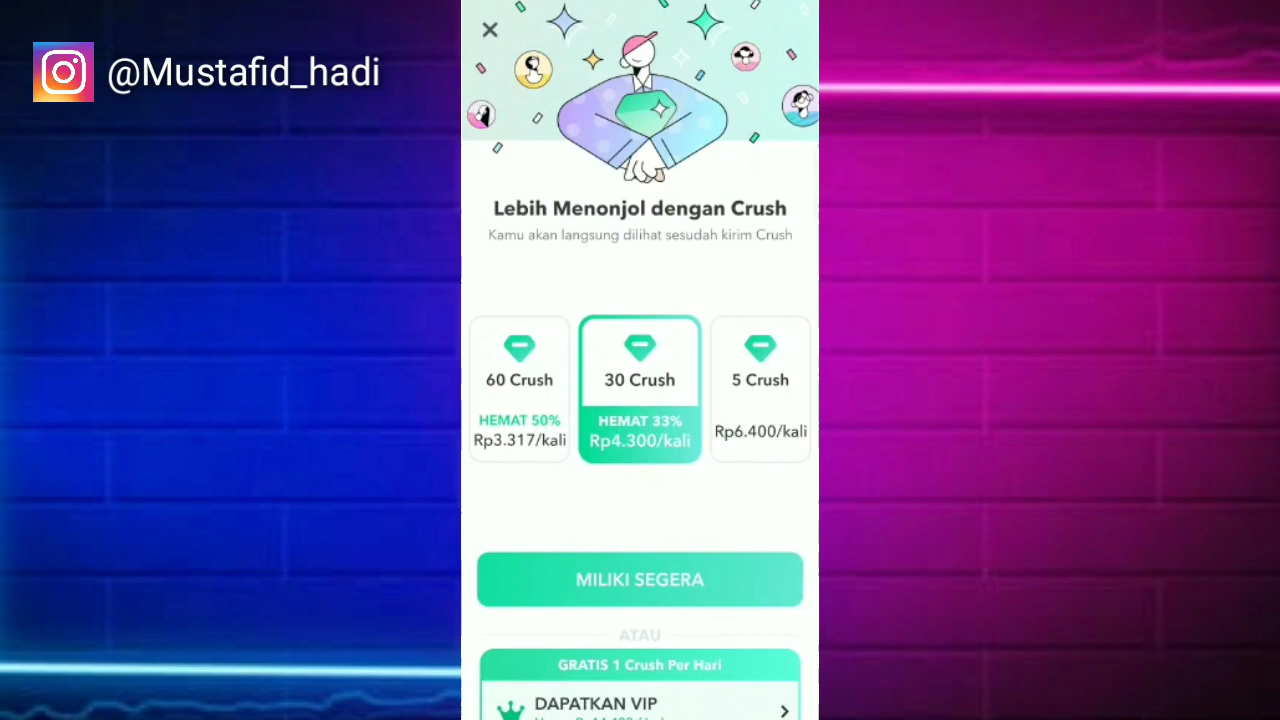 @Mustafid_hadi
Lebih Menonjol dengan Crush
Kamu akan langsung dilihat sesudah kirim Crush
60 Crush
HEMAT 50%
Rp3.317/kali
30 Crush
HEMAT 33%
Rp4.300/kali
5 Crush
Rp6.400/kali
MILIKI SEGERA
ATAU
GRATIS 1 Crush Per Hari
DAPATKAN VIP